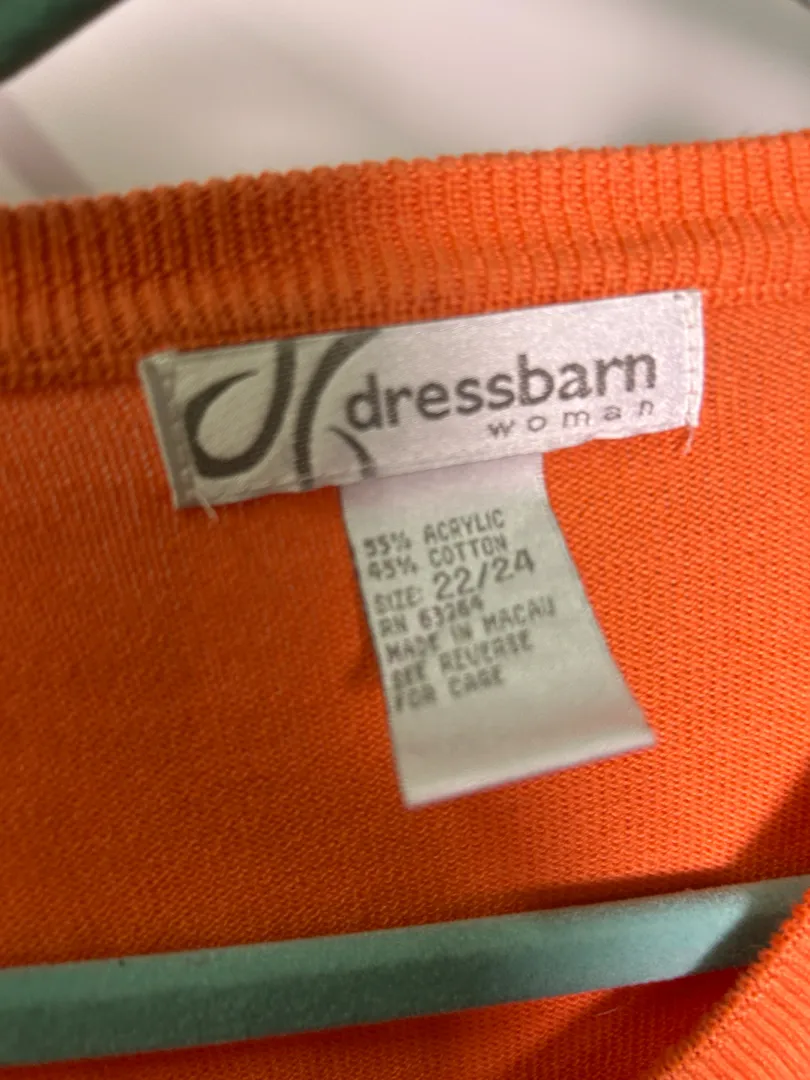 dressbarn
woman
55% ACRYLIC
45% COTTON
SIZE: 22/24
RN 63264
MADE IN MACAU
SEE REVERSE
FOR CARE